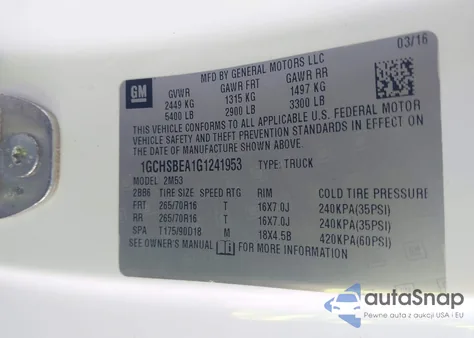 03/16
MFD BY GENERAL MOTORS LLC
GM
GVWR GAWR FRT GAWR RR
2449 KG 1315 KG 1497 KG
5400 LB 2900 LB 3300 LB
THIS VEHICLE CONFORMS TO ALL APPLICABLE U.S. FEDERAL MOTOR
VEHICLE SAFETY AND THEFT PREVENTION STANDARDS IN EFFECT ON
THE DATE OF MANUFACTURE SHOWN ABOVE.
1GCHSBEA1G1241953 TYPE: TRUCK
MODEL: 2M53
2BB6 TIRE SIZE SPEED RTG RIM COLD TIRE PRESSURE
FRT 265/70R16 T 16X7.0J 240KPA(35PSI)
RR 265/70R16 T 16X7.0J 240KPA(35PSI)
SPA T175/90D18 M 18X4.5B 420KPA(60PSI)
SEE OWNER'S MANUAL FOR MORE INFORMATION.
autoSnap
Pewne auta z USA i EU